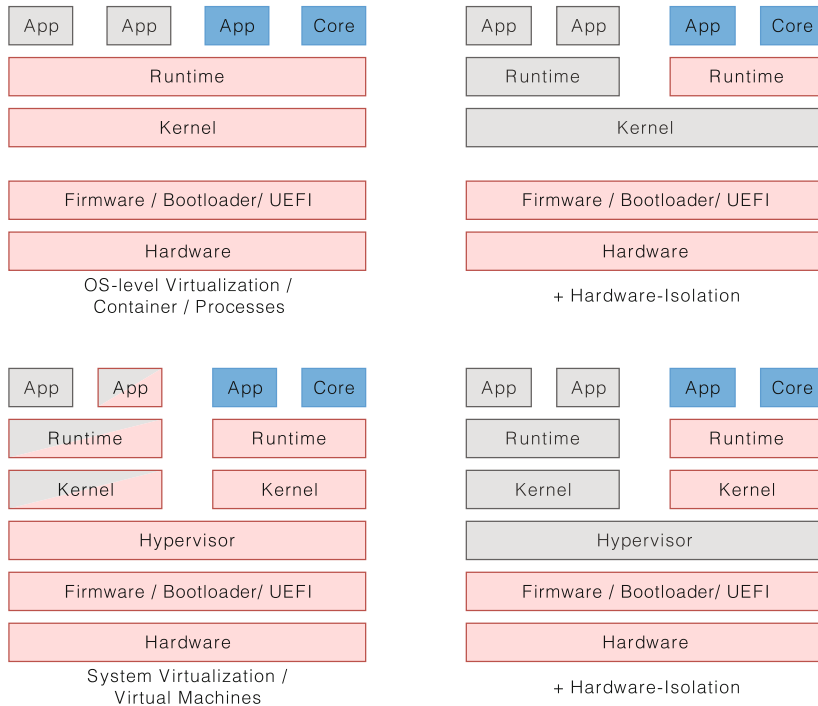 App App App Core
Runtime
Kernel
Firmware / Bootloader/ UEFI
Hardware
OS-level Virtualization /
Container / Processes
App App App Core
Runtime Runtime
Kernel
Firmware / Bootloader/ UEFI
Hardware
+ Hardware-Isolation
App App App Core
Runtime Runtime
Kernel Kernel
Hypervisor
Firmware / Bootloader/ UEFI
Hardware
System Virtualization /
Virtual Machines
App App App Core
Runtime Runtime
Kernel Kernel
Hypervisor
Firmware / Bootloader/ UEFI
Hardware
+ Hardware-Isolation